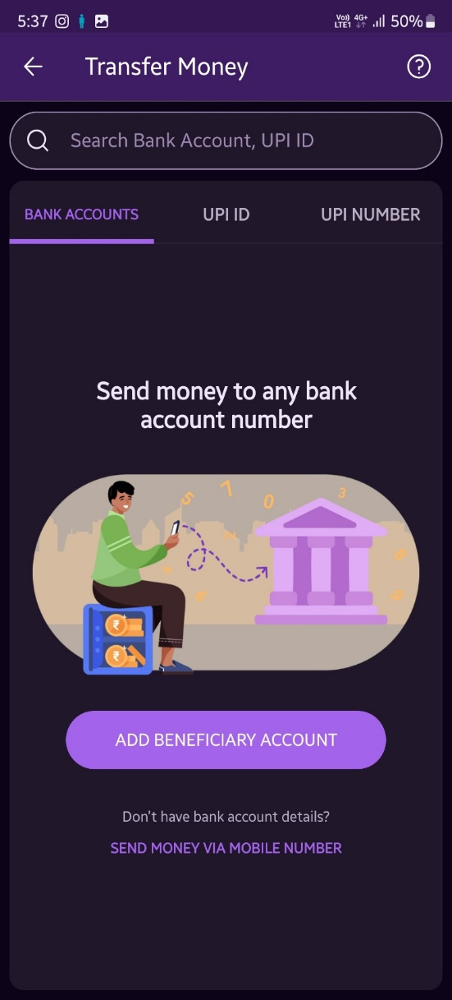 5:37
Vo)) 4G+ 50%
LTE1
Transfer Money
Search Bank Account, UPI ID
BANK ACCOUNTS UPI ID UPI NUMBER
Send money to any bank
account number
5 7 0 3
₹
₹
ADD BENEFICIARY ACCOUNT
Don't have bank account details?
SEND MONEY VIA MOBILE NUMBER